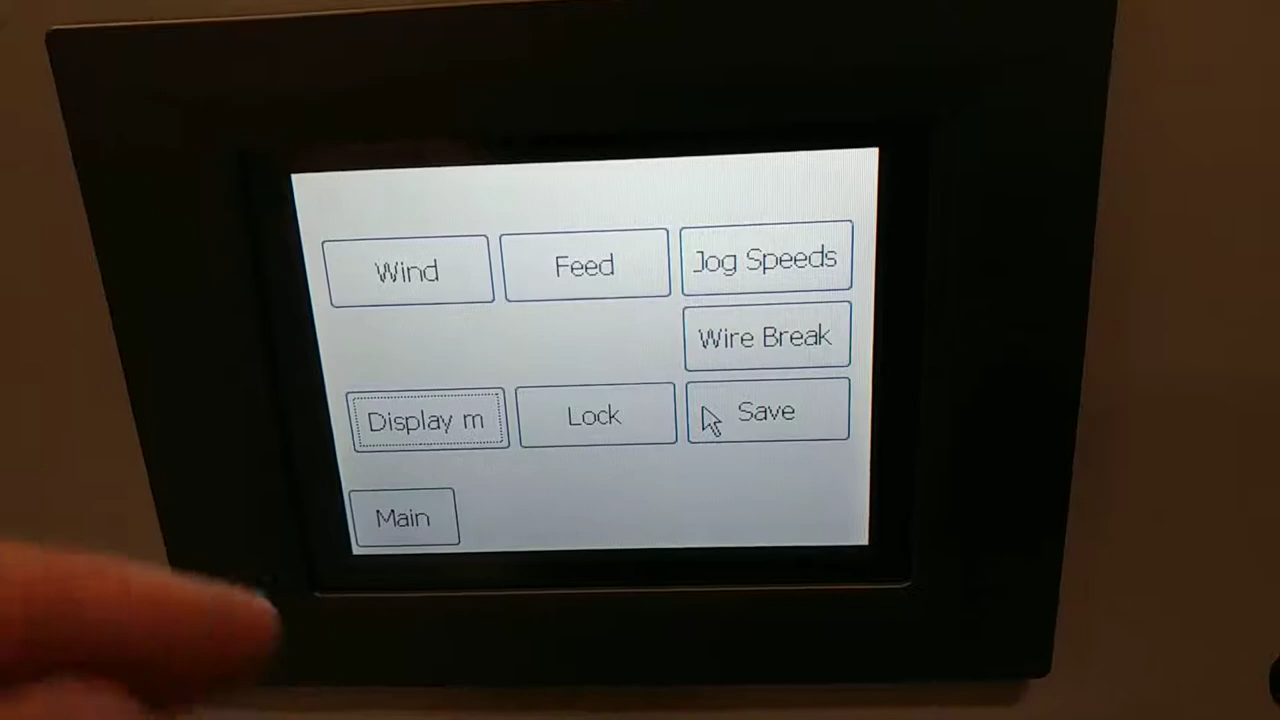 Wind
Feed
Jog Speeds
Wire Break
Display m
Lock
Save
Main